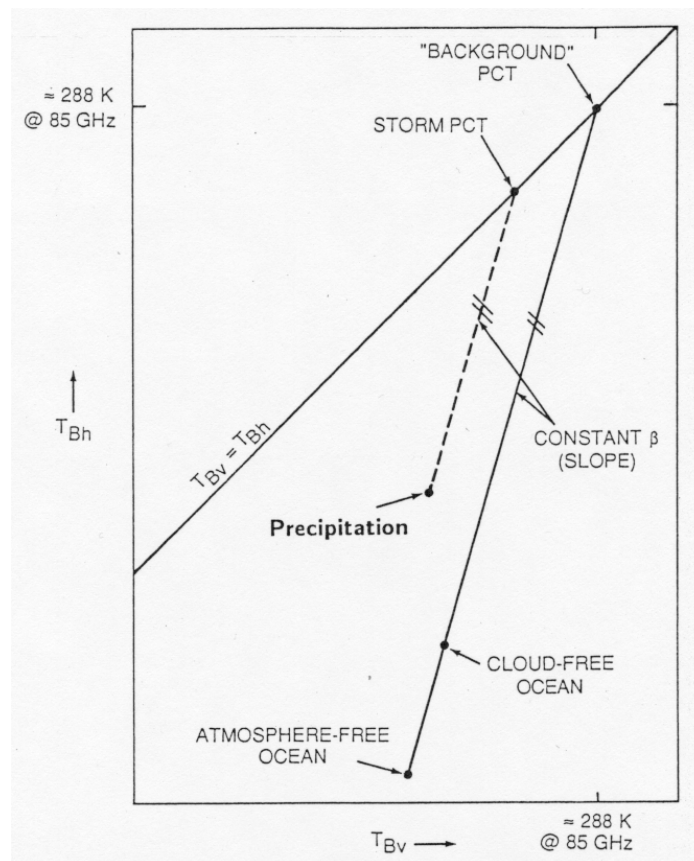 "BACKGROUND"
PCT
≈ 288 K
@ 85 GHz
STORM PCT
T_Bh
T_Bv = T_Bh
CONSTANT β
(SLOPE)
Precipitation
CLOUD-FREE
OCEAN
ATMOSPHERE-FREE
OCEAN
≈ 288 K
@ 85 GHz
T_Bv